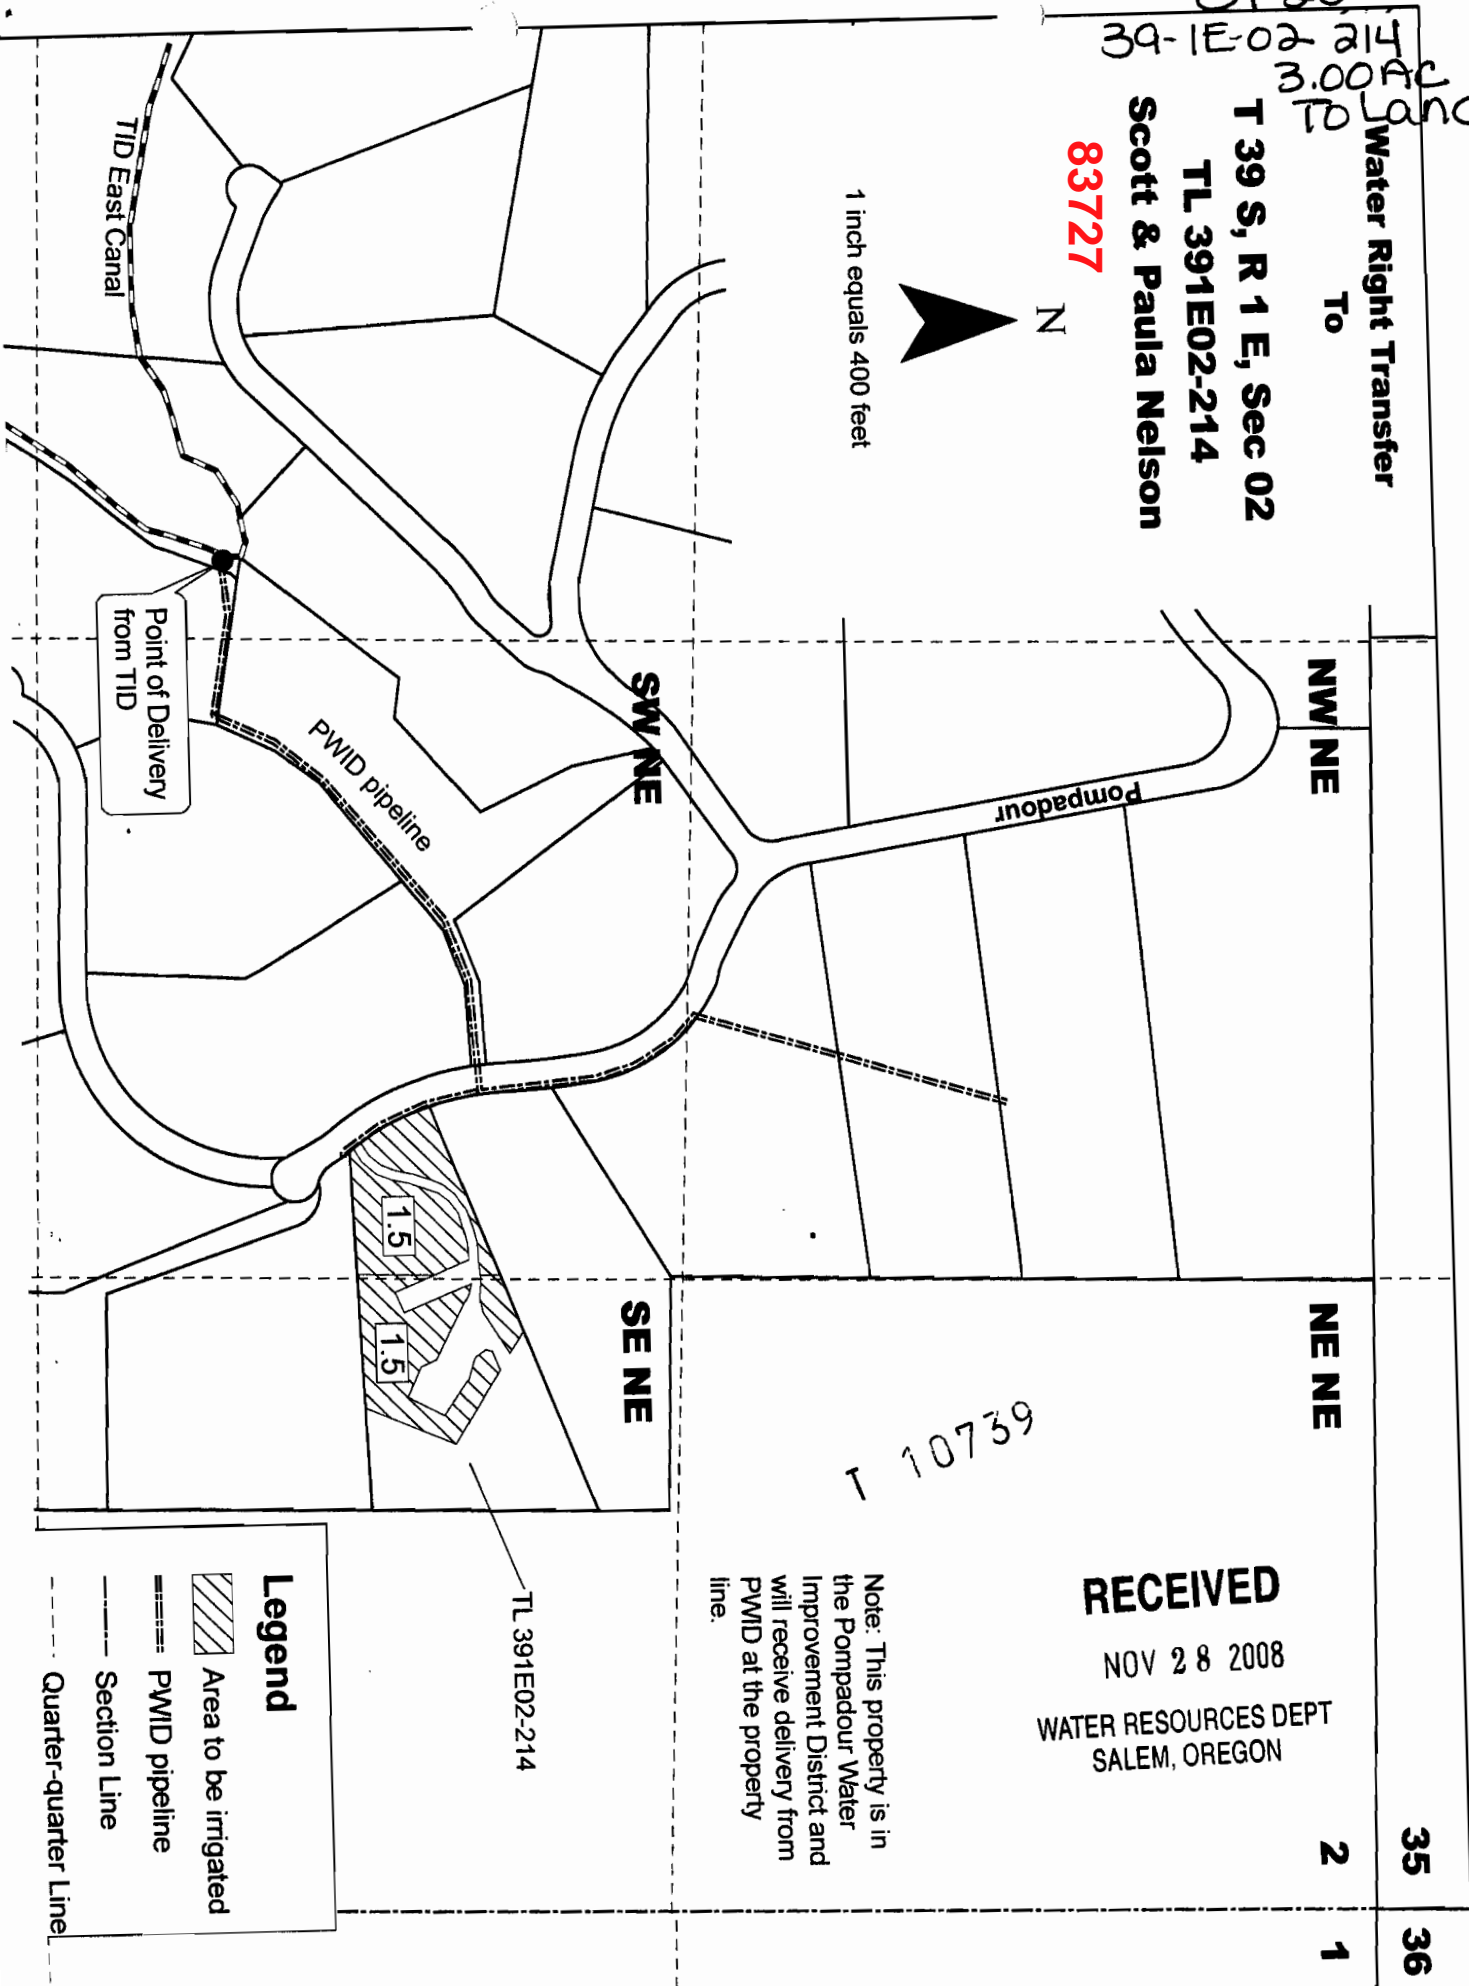 39-1E-02 214
3.00 AC
Water Right Transfer
To
T 39 S, R 1 E, Sec 02
TL 391E02-214
Scott & Paula Nelson
83727
N
1 inch equals 400 feet
35
36
2
1
NW NE
NE NE
SW NE
SE NE
Pompadour
TID East Canal
Point of Delivery
from TID
PWID pipeline
1.5
1.5
TL 391E02-214
T 10739
RECEIVED
NOV 28 2008
WATER RESOURCES DEPT
SALEM, OREGON
Note: This property is in
the Pompadour Water
Improvement District and
will receive delivery from
PWID at the property
line.
Legend
Area to be irrigated
PWID pipeline
Section Line
Quarter-quarter Line